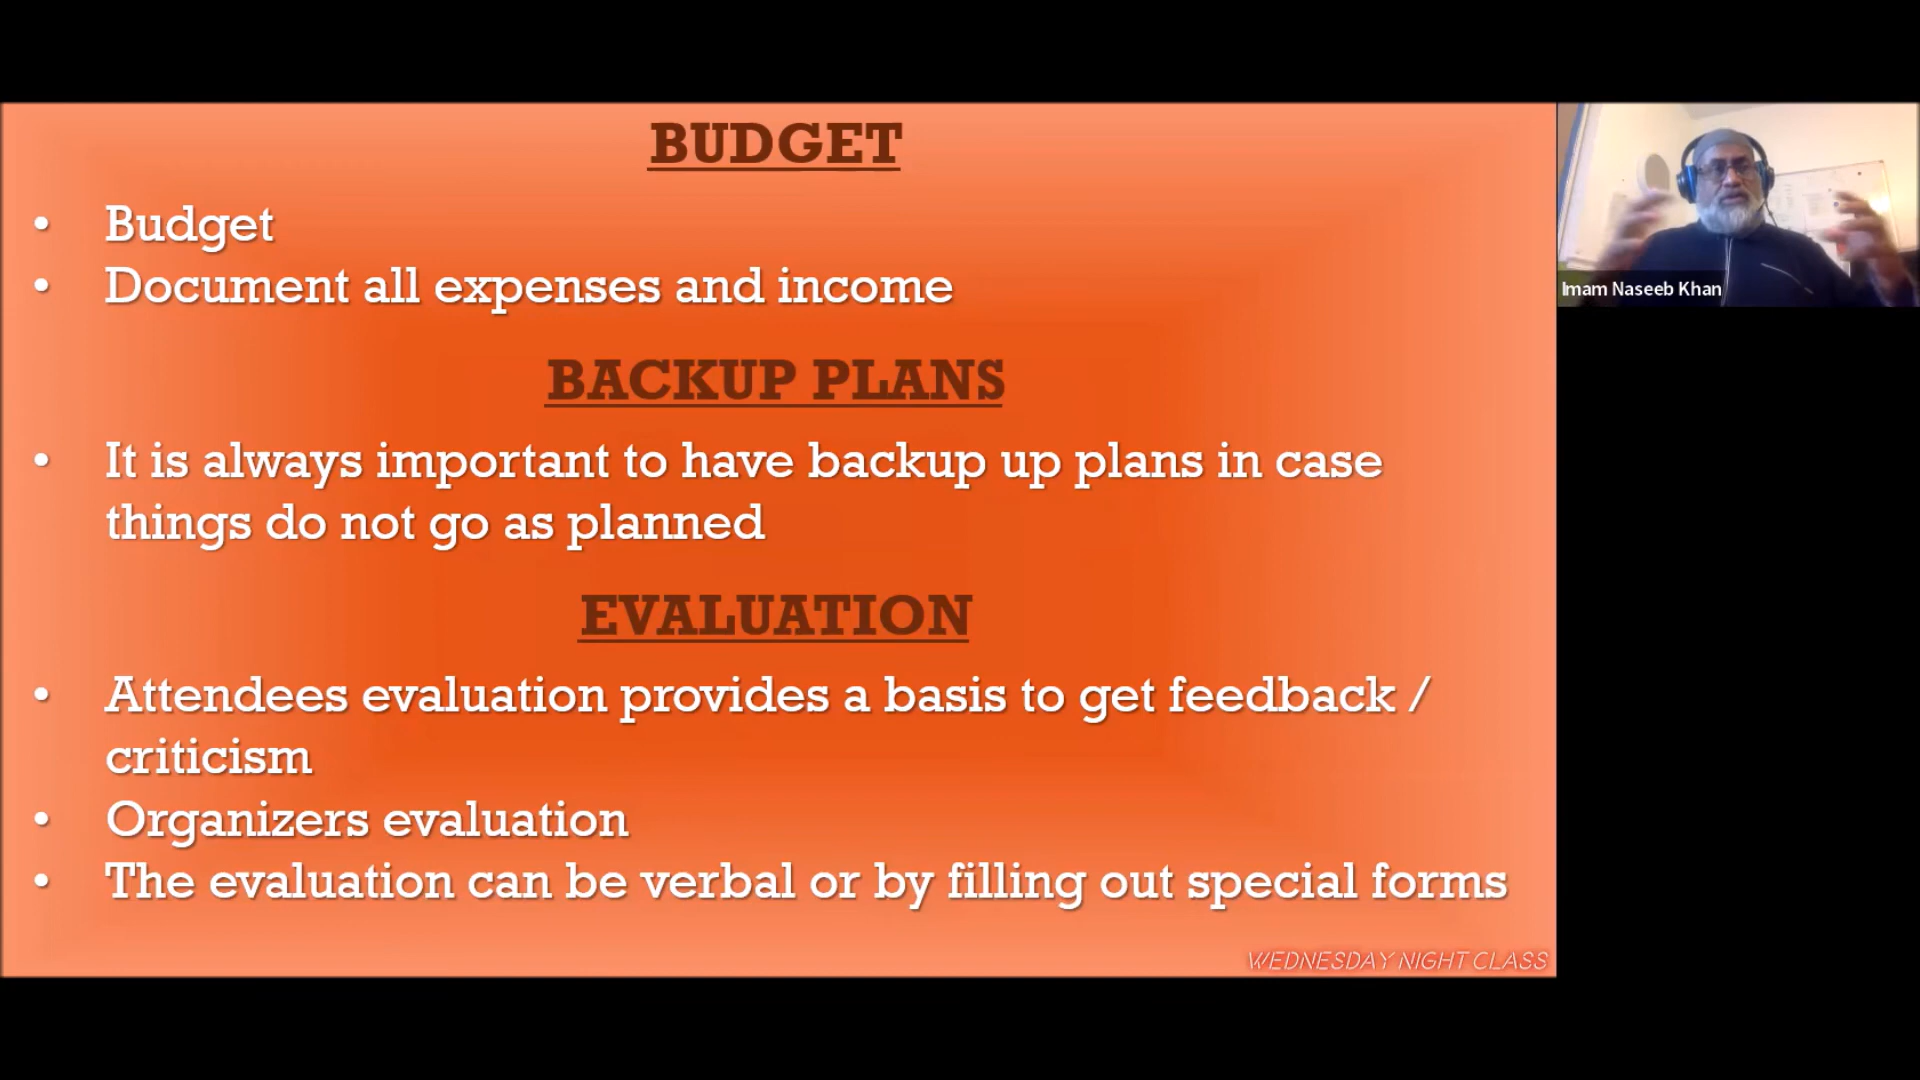 BUDGET
• Budget
• Document all expenses and income
BACKUP PLANS
• It is always important to have backup up plans in case
things do not go as planned
EVALUATION
• Attendees evaluation provides a basis to get feedback /
criticism
• Organizers evaluation
• The evaluation can be verbal or by filling out special forms
WEDNESDAY NIGHT CLASS
Imam Naseeb Khan